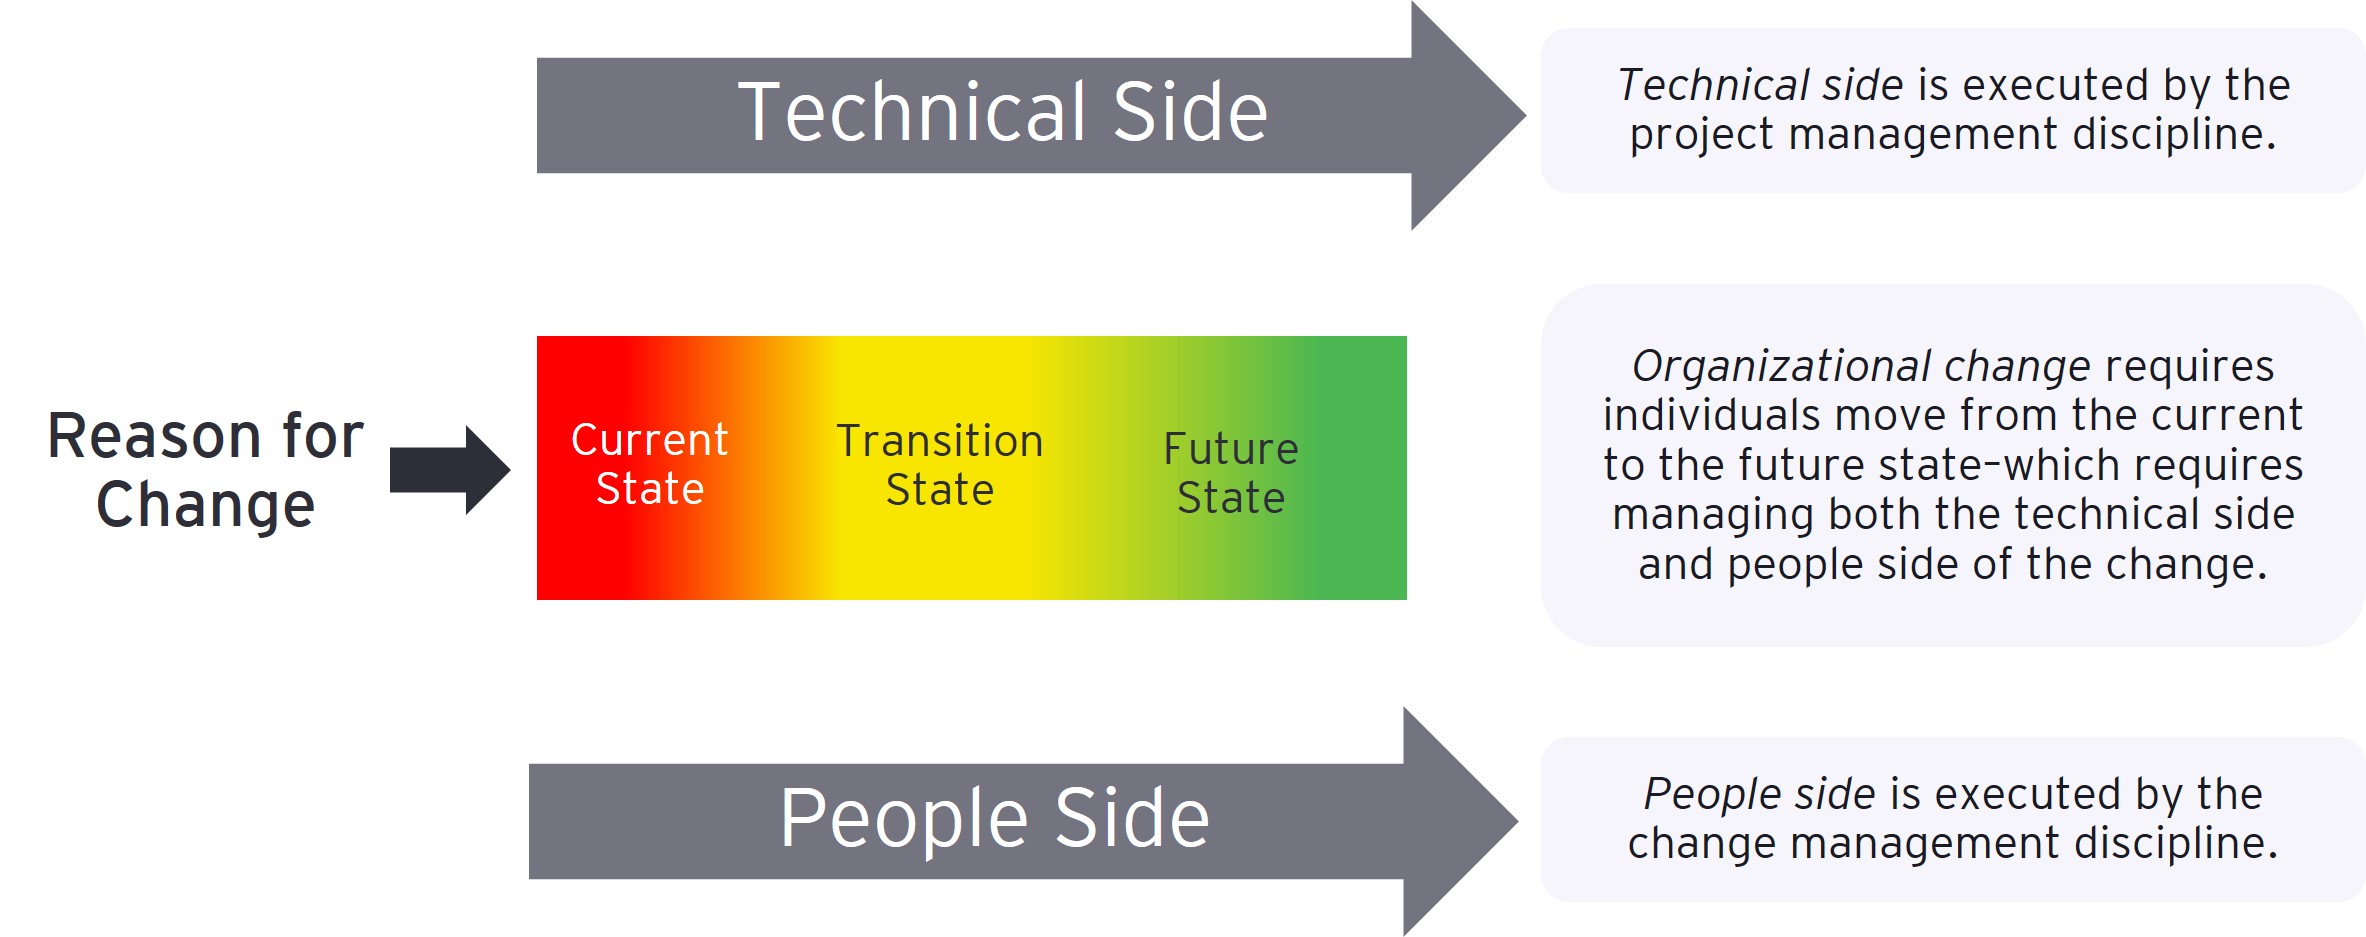 Technical Side
Technical side is executed by the
project management discipline.
Reason for
Change
Current
State
Transition
State
Future
State
Organizational change requires
individuals move from the current
to the future state–which requires
managing both the technical side
and people side of the change.
People Side
People side is executed by the
change management discipline.